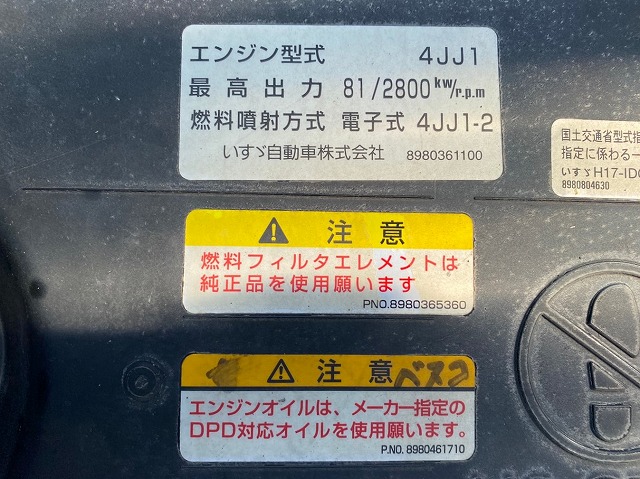 エンジン型式 4JJ1
最高出力 81/2800kw/r.p.m
燃料噴射方式 電子式 4JJ1-2
いすゞ自動車株式会社 8980361100
国土交通省型式指
指定に係わる一
いすゞH17-IDC
8980804630
注意
燃料フィルタエレメントは
純正品を使用願います
PNO.8980365360
注意 ベスコ
エンジンオイルは、メーカー指定の
DPD対応オイルを使用願います。
P.NO. 8980461710